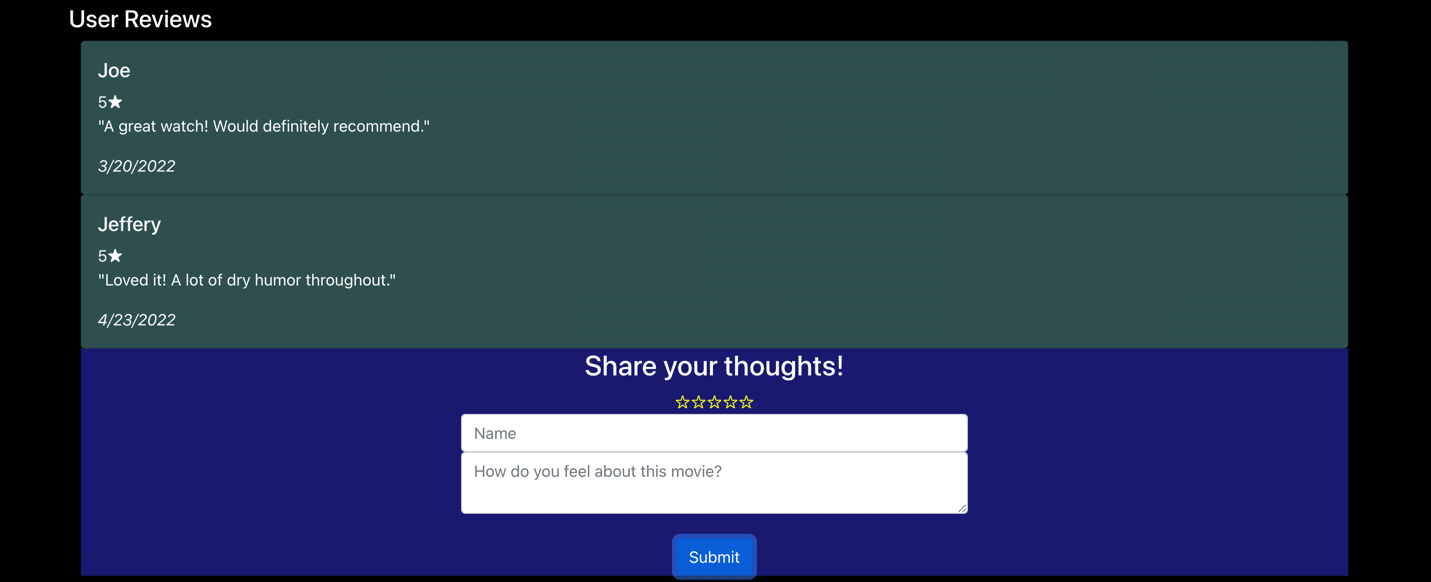 User Reviews
Joe
5★
"A great watch! Would definitely recommend."
3/20/2022
Jeffery
5★
"Loved it! A lot of dry humor throughout."
4/23/2022
Share your thoughts!
☆☆☆☆☆
Name
How do you feel about this movie?
Submit